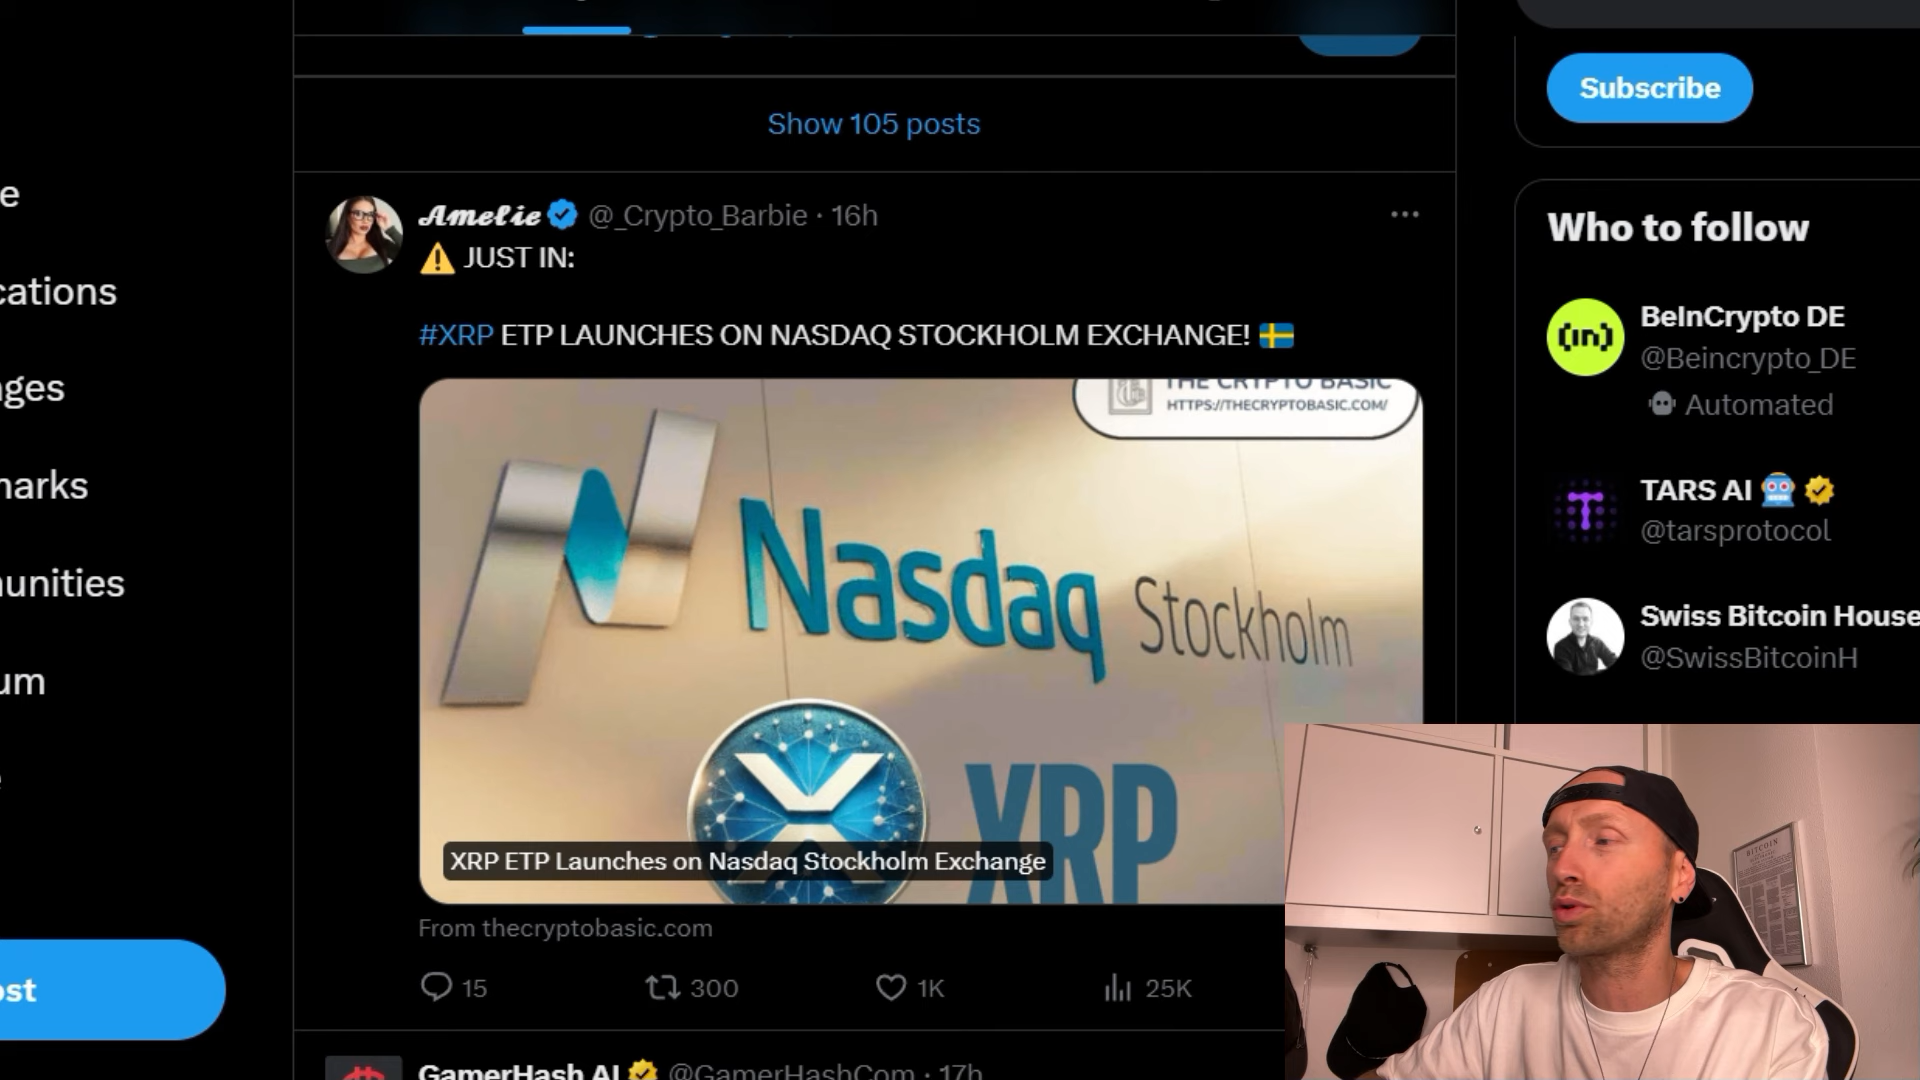 Show 105 posts
Amelie @_Crypto_Barbie · 16h
⚠️ JUST IN:
#XRP ETP LAUNCHES ON NASDAQ STOCKHOLM EXCHANGE! 🇸🇪
THE CRYPTO BASIC
HTTPS://THECRYPTOBASIC.COM/
Nasdaq Stockholm
XRP
XRP ETP Launches on Nasdaq Stockholm Exchange
From thecryptobasic.com
15 300 1K 25K
GamerHash AI @GamerHashCom · 17h
Subscribe
Who to follow
BeInCrypto DE
(in)
@Beincrypto_DE
Automated
TARS AI
@tarsprotocol
Swiss Bitcoin House
@SwissBitcoinH
BITCOIN